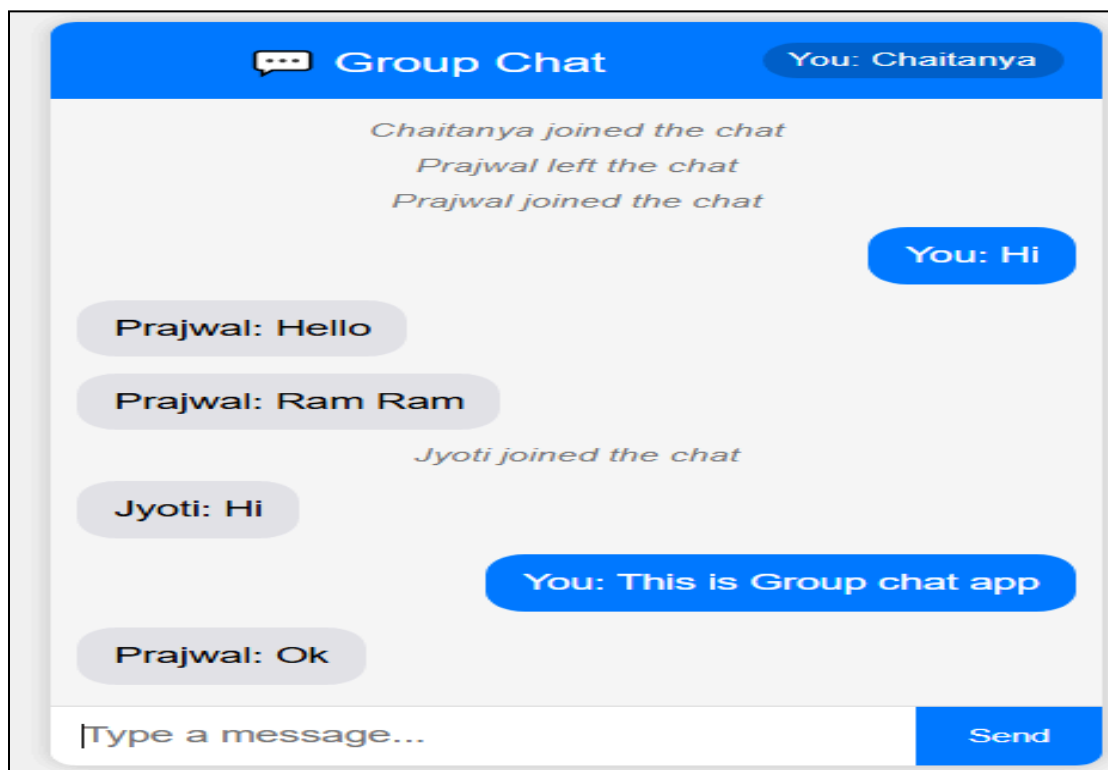 Group Chat
You: Chaitanya
Chaitanya joined the chat
Prajwal left the chat
Prajwal joined the chat
You: Hi
Prajwal: Hello
Prajwal: Ram Ram
Jyoti joined the chat
Jyoti: Hi
You: This is Group chat app
Prajwal: Ok
Type a message...
Send